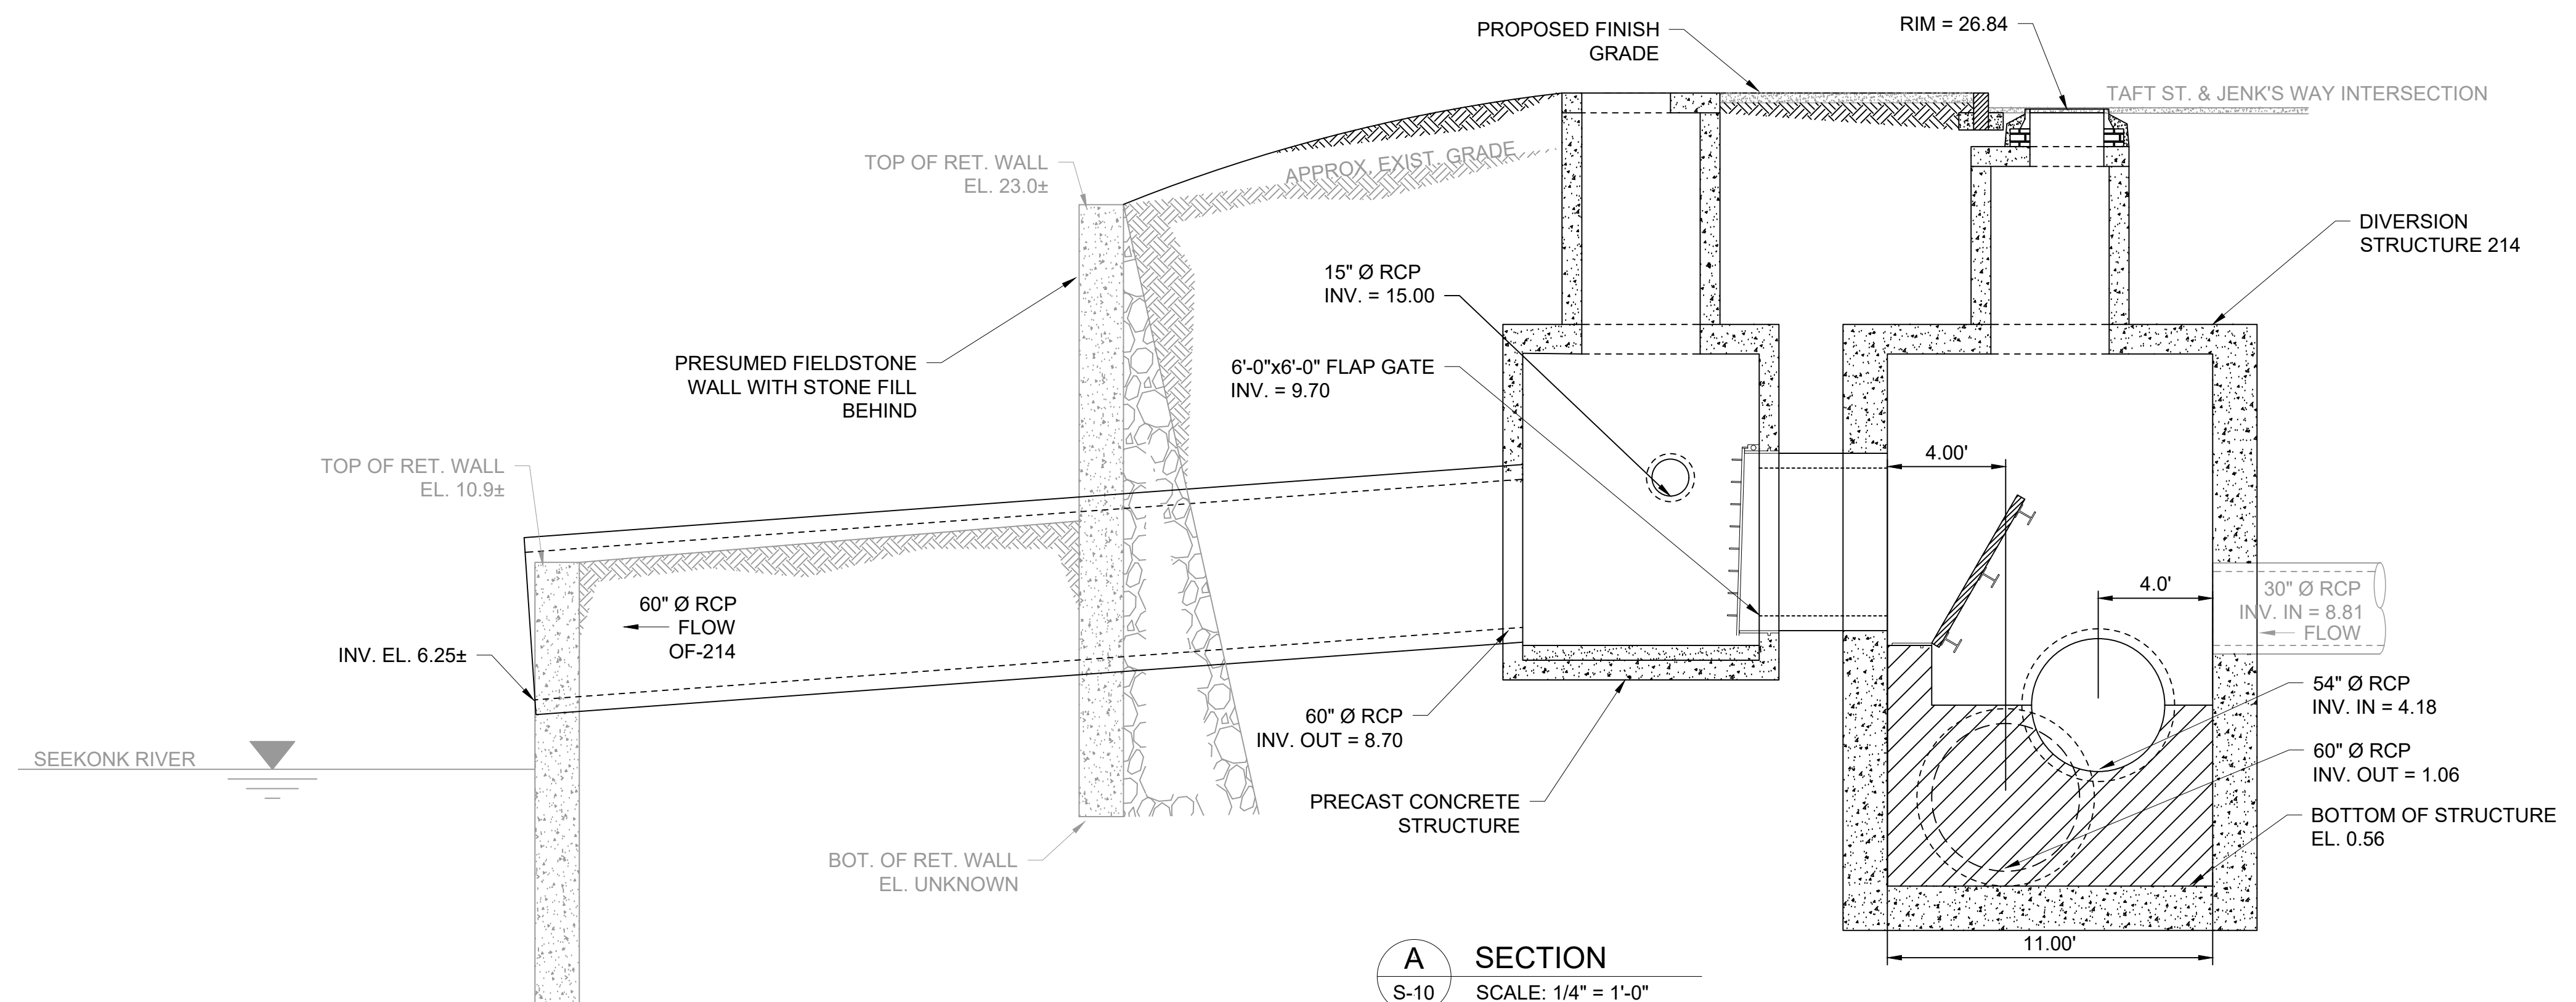 PROPOSED FINISH
GRADE
RIM = 26.84
TAFT ST. & JENK'S WAY INTERSECTION
TOP OF RET. WALL
EL. 23.0±
APPROX. EXIST. GRADE
DIVERSION
STRUCTURE 214
15" Ø RCP
INV. = 15.00
6'-0"x6'-0" FLAP GATE
INV. = 9.70
PRESUMED FIELDSTONE
WALL WITH STONE FILL
BEHIND
TOP OF RET. WALL
EL. 10.9±
4.00'
4.0'
30" Ø RCP
INV. IN = 8.81
FLOW
60" Ø RCP
FLOW
OF-214
INV. EL. 6.25±
54" Ø RCP
INV. IN = 4.18
60" Ø RCP
INV. OUT = 8.70
SEEKONK RIVER
60" Ø RCP
INV. OUT = 1.06
PRECAST CONCRETE
STRUCTURE
BOTTOM OF STRUCTURE
EL. 0.56
BOT. OF RET. WALL
EL. UNKNOWN
11.00'
A
S-10
SECTION
SCALE: 1/4" = 1'-0"